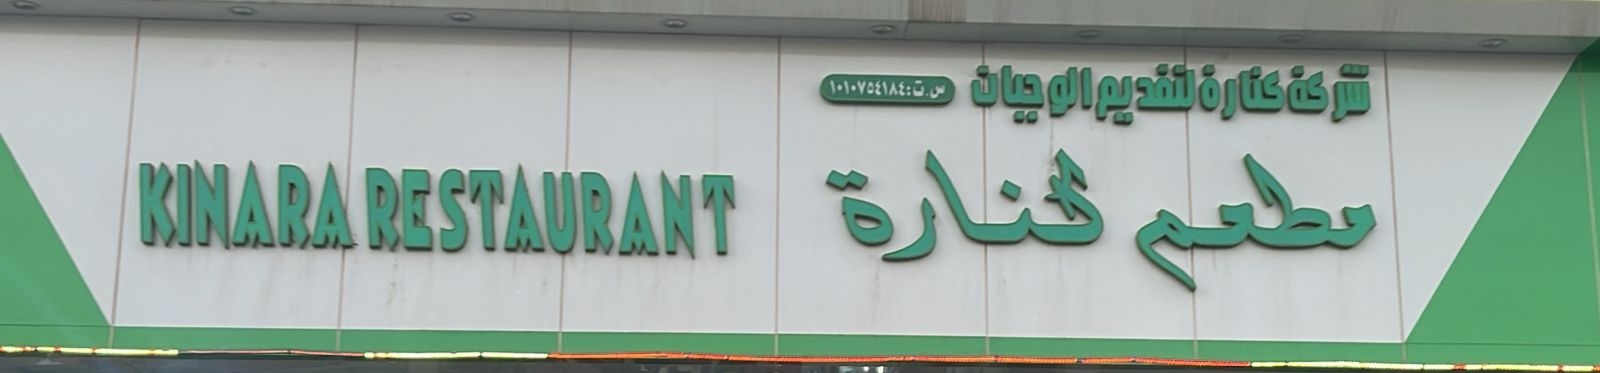 شركة كنارة لتقديم الوجبات
س.ت:١٠١٠٧٥٤١٨٤
مطعم كنارة
KINARA RESTAURANT